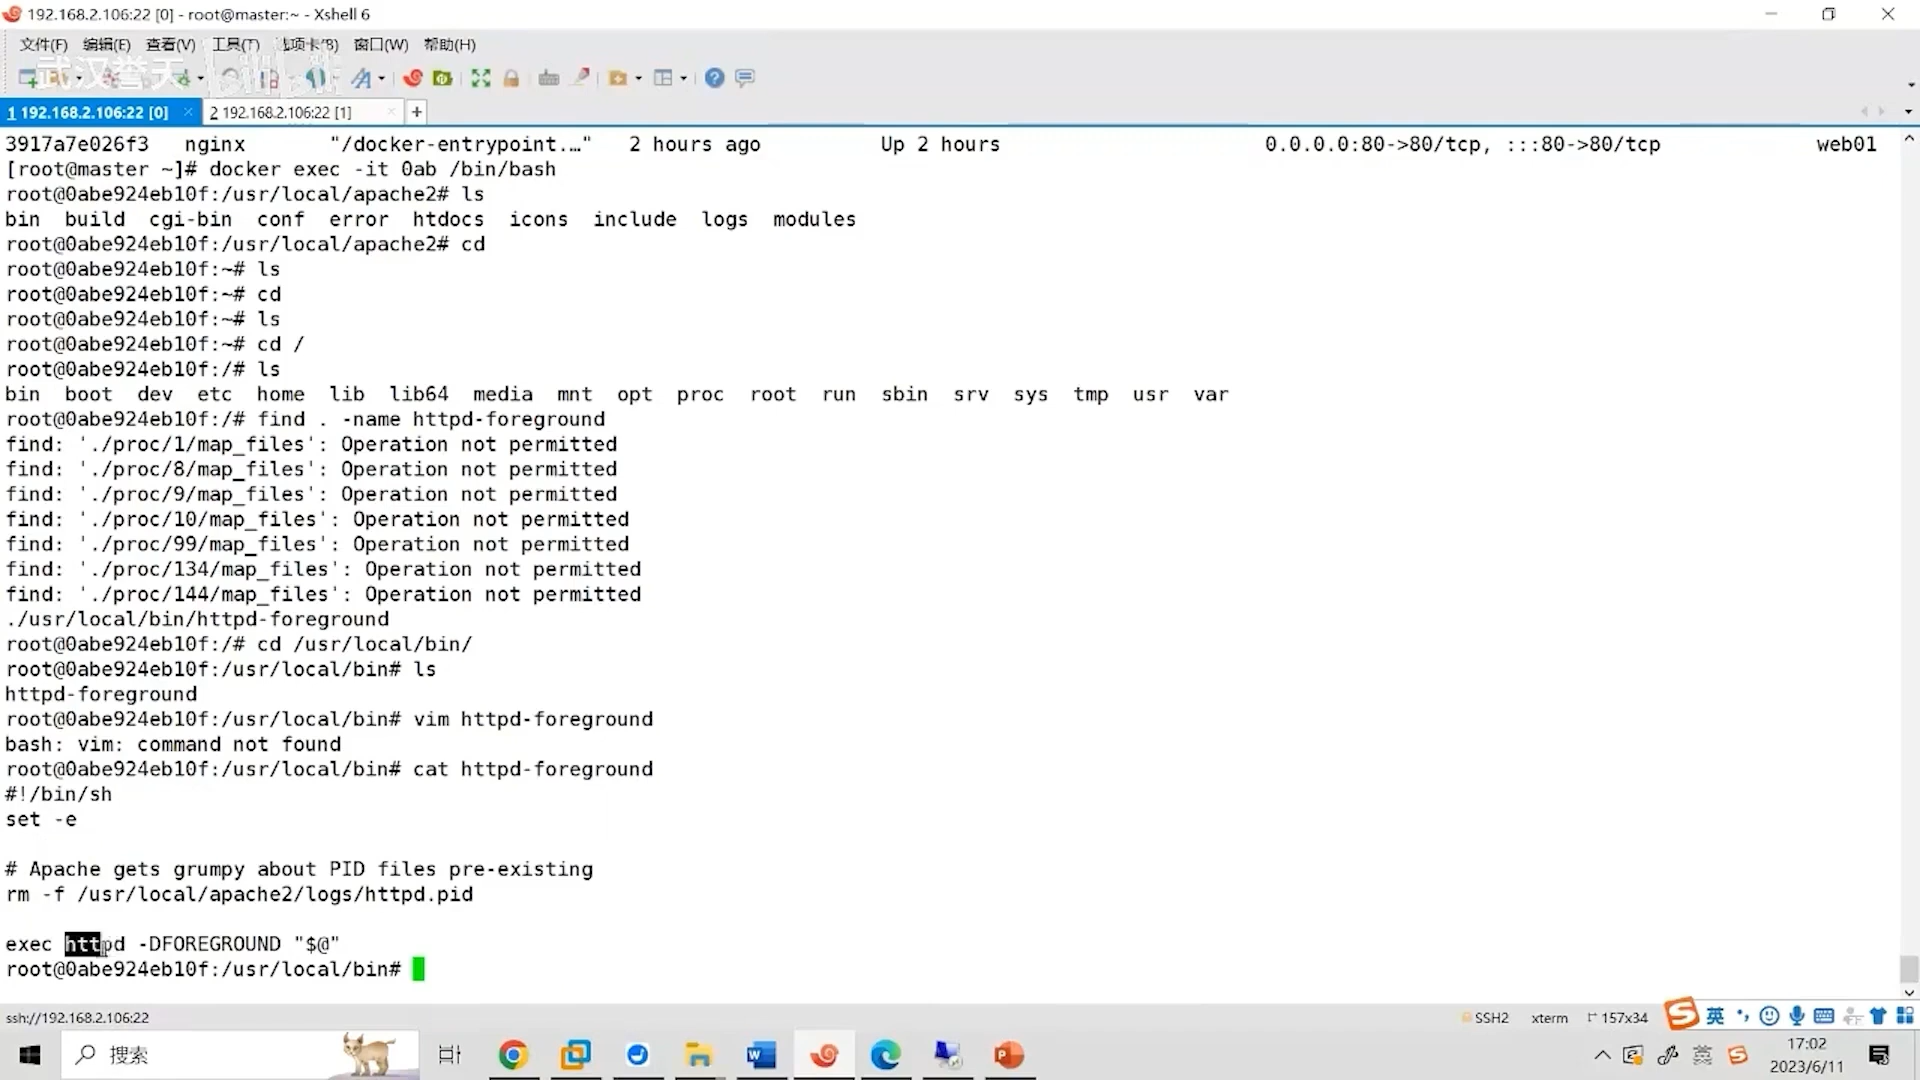 192.168.2.106:22 [0] - root@master:~ - Xshell 6
文件(F) 编辑(E) 查看(V) 工具(T) 选项卡(B) 窗口(W) 帮助(H)
武汉誉天 bilibili
1 192.168.2.106:22 [0] 2 192.168.2.106:22 [1]
3917a7e026f3 nginx "/docker-entrypoint.…" 2 hours ago Up 2 hours 0.0.0.0:80->80/tcp, :::80->80/tcp web01
[root@master ~]# docker exec -it 0ab /bin/bash
root@0abe924eb10f:/usr/local/apache2# ls
bin build cgi-bin conf error htdocs icons include logs modules
root@0abe924eb10f:/usr/local/apache2# cd
root@0abe924eb10f:~# ls
root@0abe924eb10f:~# cd
root@0abe924eb10f:~# ls
root@0abe924eb10f:~# cd /
root@0abe924eb10f:/# ls
bin boot dev etc home lib lib64 media mnt opt proc root run sbin srv sys tmp usr var
root@0abe924eb10f:/# find . -name httpd-foreground
find: './proc/1/map_files': Operation not permitted
find: './proc/8/map_files': Operation not permitted
find: './proc/9/map_files': Operation not permitted
find: './proc/10/map_files': Operation not permitted
find: './proc/99/map_files': Operation not permitted
find: './proc/134/map_files': Operation not permitted
find: './proc/144/map_files': Operation not permitted
./usr/local/bin/httpd-foreground
root@0abe924eb10f:/# cd /usr/local/bin/
root@0abe924eb10f:/usr/local/bin# ls
httpd-foreground
root@0abe924eb10f:/usr/local/bin# vim httpd-foreground
bash: vim: command not found
root@0abe924eb10f:/usr/local/bin# cat httpd-foreground
#!/bin/sh
set -e
# Apache gets grumpy about PID files pre-existing
rm -f /usr/local/apache2/logs/httpd.pid
exec httpd -DFOREGROUND "$@"
root@0abe924eb10f:/usr/local/bin#
ssh://192.168.2.106:22 SSH2 xterm 157x34 英
搜索 英 17:02
2023/6/11